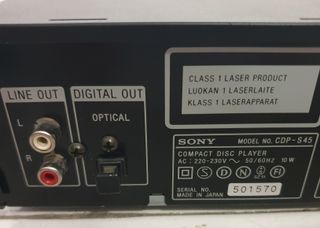 CLASS 1 LASER PRODUCT
LUOKAN 1 LASERLAITE
KLASS 1 LASERAPPARAT
LINE OUT
DIGITAL OUT
OPTICAL
L
R
SONY MODEL NO. CDP-S45
COMPACT DISC PLAYER
AC: 220-230V ~ 50/60HZ 10W
SERIAL NO. 501570
MADE IN JAPAN